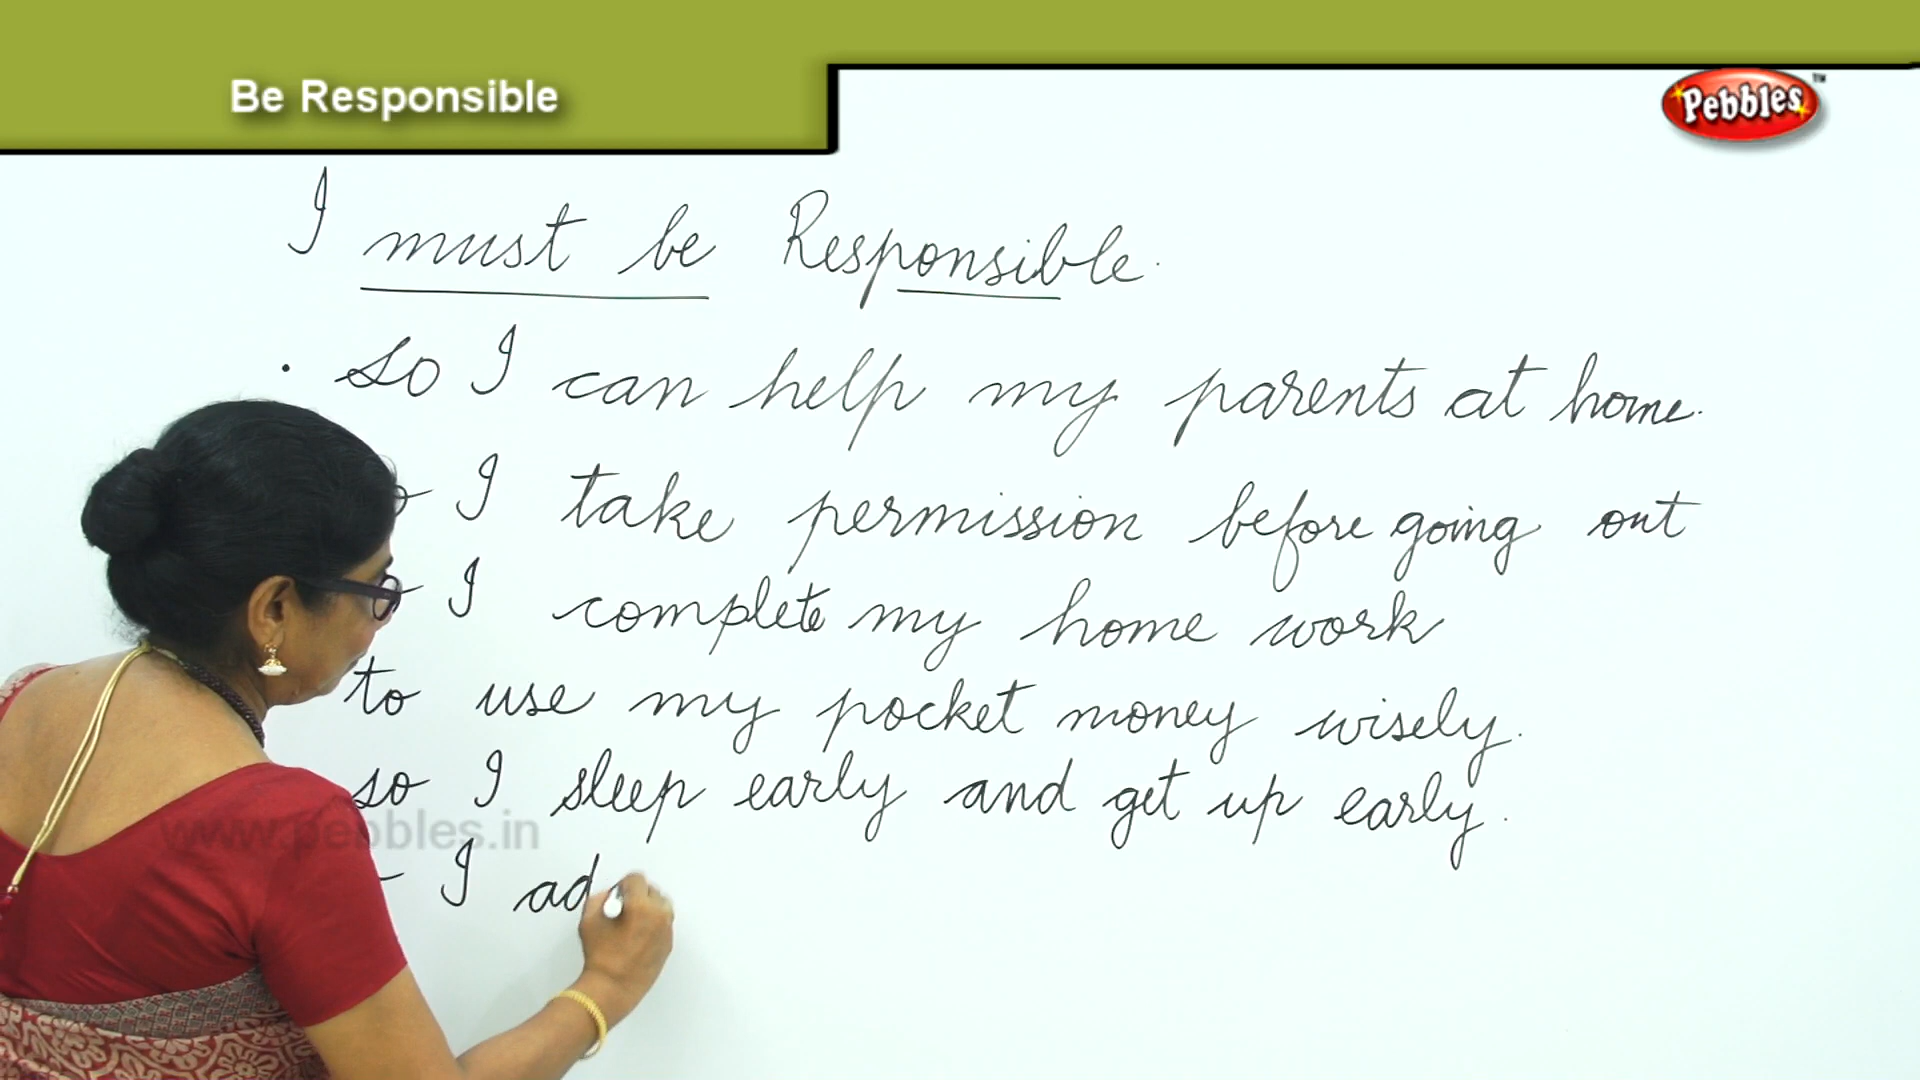 Be Responsible
Pebbles TM
I must be Responsible.
. so I can help my parents at home.
I take permission before going out
I complete my home work
to use my pocket money wisely.
so I sleep early and get up early.
www.pebbles.in
I ad